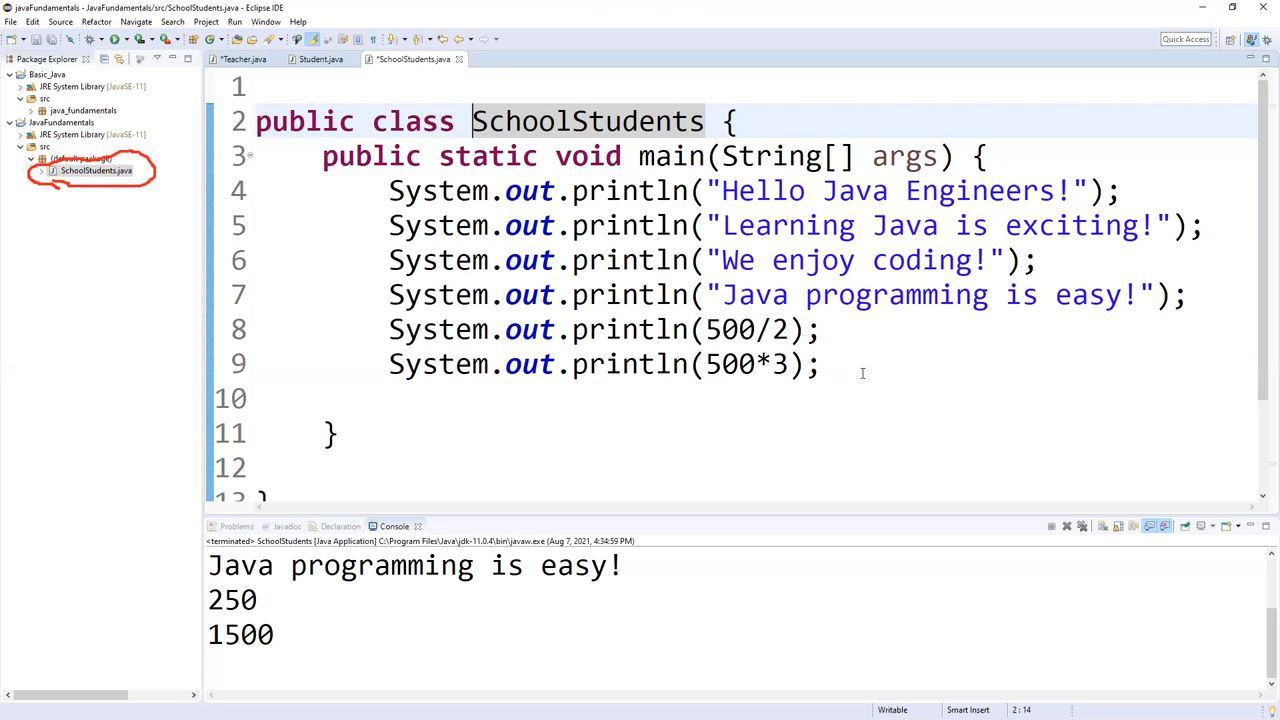 javaFundamentals - JavaFundamentals/src/SchoolStudents.java - Eclipse IDE
File Edit Source Refactor Navigate Search Project Run Window Help
Quick Access
Package Explorer
Basic_Java
JRE System Library [JavaSE-11]
src
java_fundamentals
JavaFundamentals
JRE System Library [JavaSE-11]
src
(default package)
SchoolStudents.java
*Teacher.java Student.java *SchoolStudents.java
1
2 public class SchoolStudents {
3 public static void main(String[] args) {
4 System.out.println("Hello Java Engineers!");
5 System.out.println("Learning Java is exciting!");
6 System.out.println("We enjoy coding!");
7 System.out.println("Java programming is easy!");
8 System.out.println(500/2);
9 System.out.println(500*3);
10
11 }
12
13 }
Problems Javadoc Declaration Console
<terminated> SchoolStudents [Java Application] C:\Program Files\Java\jdk-11.0.4\bin\javaw.exe (Aug 7, 2021, 4:34:59 PM)
Java programming is easy!
250
1500
Writable Smart Insert 2 : 14